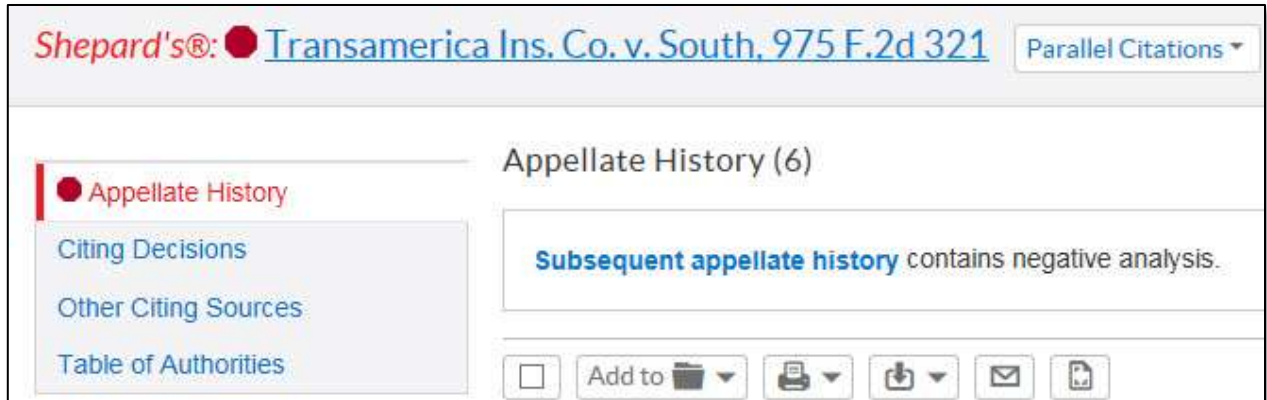 Shepard's®: Transamerica Ins. Co. v. South, 975 F.2d 321 Parallel Citations
Appellate History (6)
Appellate History
Citing Decisions
Other Citing Sources
Table of Authorities
Subsequent appellate history contains negative analysis.
Add to